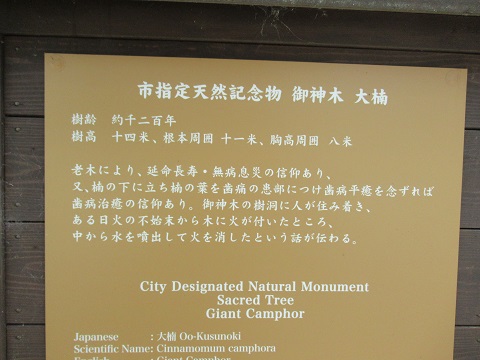 市指定天然記念物 御神木 大楠
樹齢 約千二百年
樹高 十四米、根本周囲 十一米、胸高周囲 八米
老木により、延命長寿・無病息災の信仰あり、
又、楠の下に立ち楠の葉を歯痛の患部につけ歯病平癒を念ずれば
歯病治癒の信仰あり。御神木の樹洞に人が住み着き、
ある日火の不始末から木に火が付いたところ、
中から水を噴出して火を消したという話が伝わる。
City Designated Natural Monument
Sacred Tree
Giant Camphor
Japanese : 大楠 Oo-Kusunoki
Scientific Name : Cinnamomum camphora
English : Giant Camphor